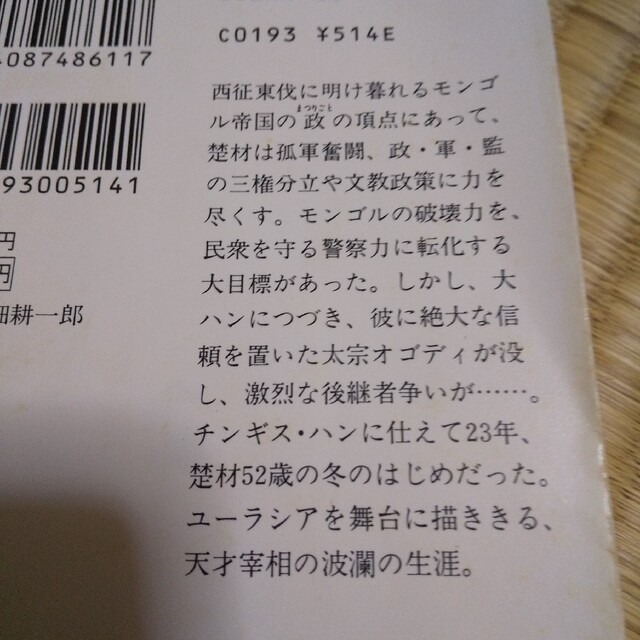 C0193 ¥514E
4087486117
93005141
円
円
畑耕一郎
西征東伐に明け暮れるモンゴ
まつりごと
ル帝国の政の頂点にあって、
楚材は孤軍奮闘、政・軍・監
の三権分立や文教政策に力を
尽くす。モンゴルの破壊力を、
民衆を守る警察力に転化する
大目標があった。しかし、大
ハンにつづき、彼に絶大な信
頼を置いた太宗オゴディが没
し、激烈な後継者争いが……。
チンギス・ハンに仕えて23年、
楚材52歳の冬のはじめだった。
ユーラシアを舞台に描ききる、
天才宰相の波瀾の生涯。